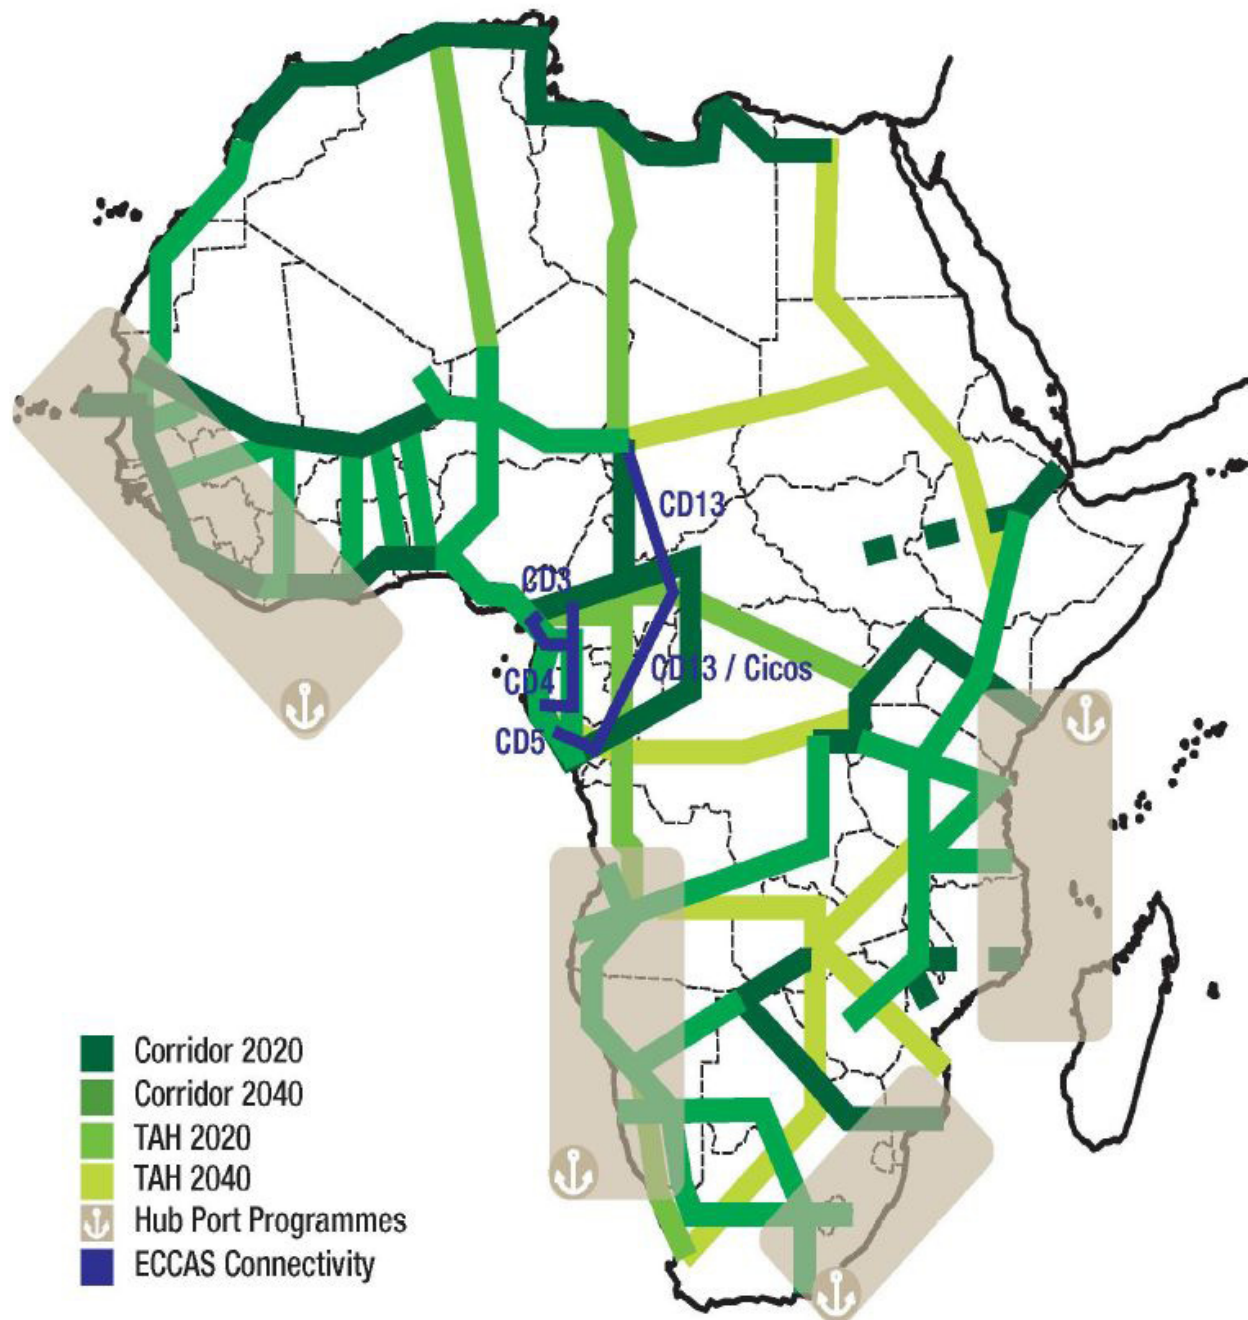 CD13
CD3
CD13 / Cicos
CD4
CD5
Corridor 2020
Corridor 2040
TAH 2020
TAH 2040
Hub Port Programmes
ECCAS Connectivity